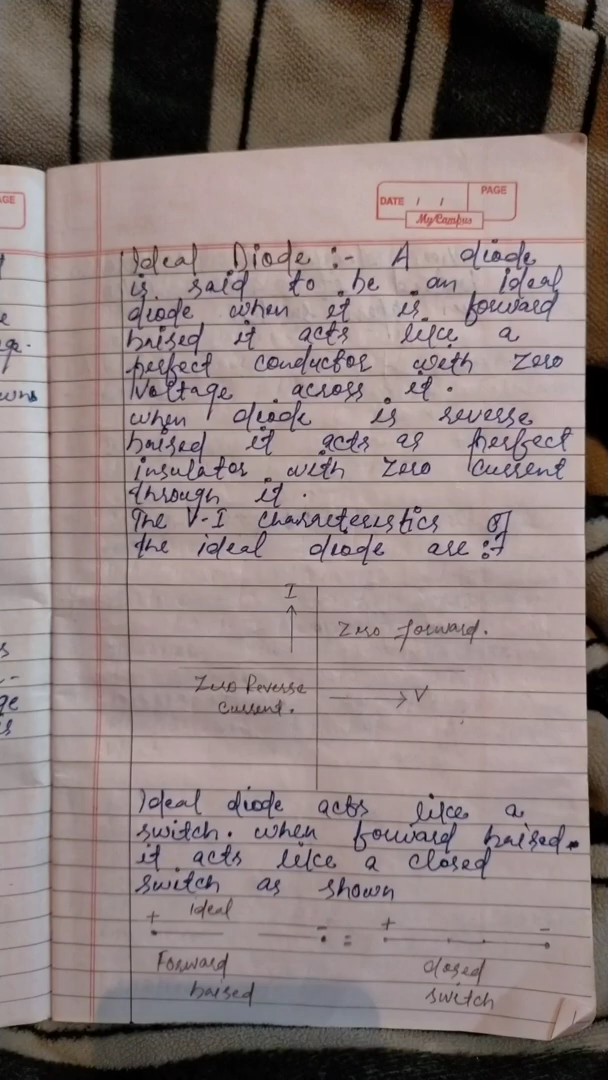 AGE
DATE / / PAGE
My Campus
Ideal Diode :- A diode
is said to be an ideal
diode when it is forward
baised it acts like a
perfect conductor with zero
Voltage across it.
when diode is reverse
baised it acts as perfect
insulator with zero current
through it.
The V-I characteristics of
the ideal diode are :-
I
Zero forward.
Zero Reverse
current.
V
Ideal diode acts like a
switch. when forward baised.
it acts like a closed
switch as shown
+ ideal - = + -
Forward closed
baised switch